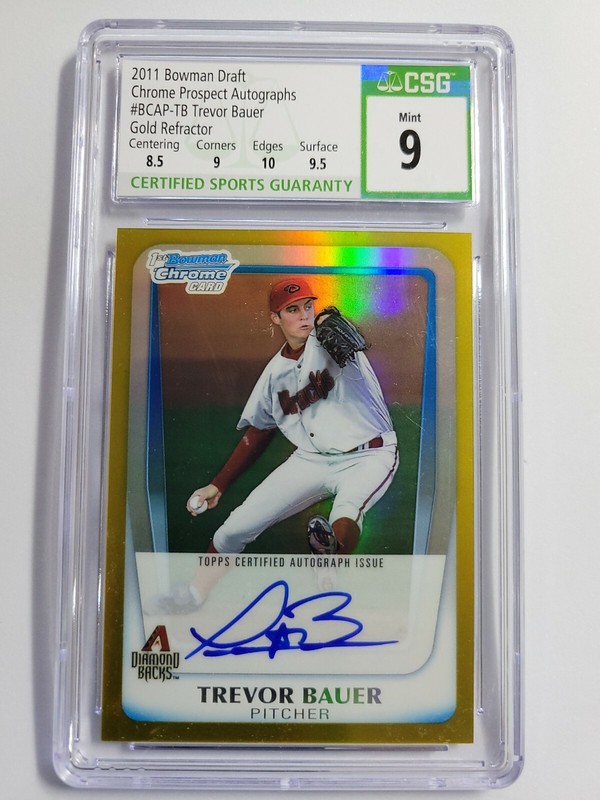 2011 Bowman Draft
Chrome Prospect Autographs
#BCAP-TB Trevor Bauer
Gold Refractor
Centering Corners Edges Surface
8.5 9 10 9.5
CERTIFIED SPORTS GUARANTY
CSG™
Mint
9
1st Bowman
Chrome
CARD
TOPPS CERTIFIED AUTOGRAPH ISSUE
A
DIAMOND
BACKS™
TREVOR BAUER
PITCHER